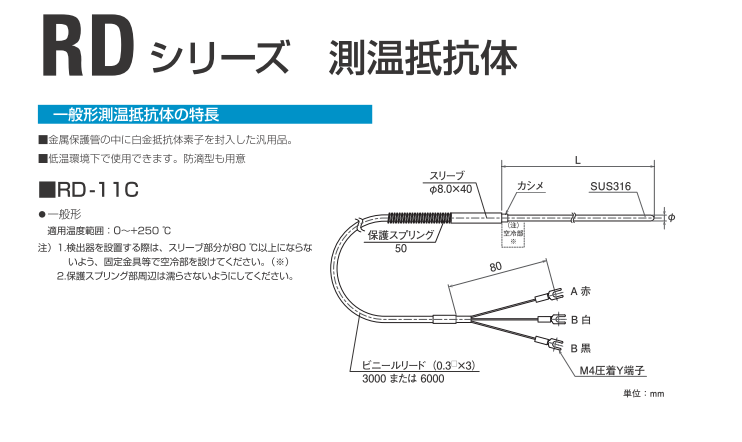 RD シリーズ 測温抵抗体
一般形測温抵抗体の特長
■金属保護管の中に白金抵抗体素子を封入した汎用品。
■低温環境下で使用できます。防滴型も用意
■RD-11C
●一般形
適用温度範囲：0～+250 ℃
注）1.検出器を設置する際は、スリーブ部分が80 ℃以上にならな
いよう、固定金具等で空冷部を設けてください。（※）
2.保護スプリング部周辺は濡らさないようにしてください。
L
スリーブ
φ8.0×40
カシメ
SUS316
φ
保護スプリング
50
（注）
空冷部
※
80
A 赤
B 白
B 黒
ビニールリード（0.3□×3）
3000 または 6000
M4圧着Y端子
単位：mm